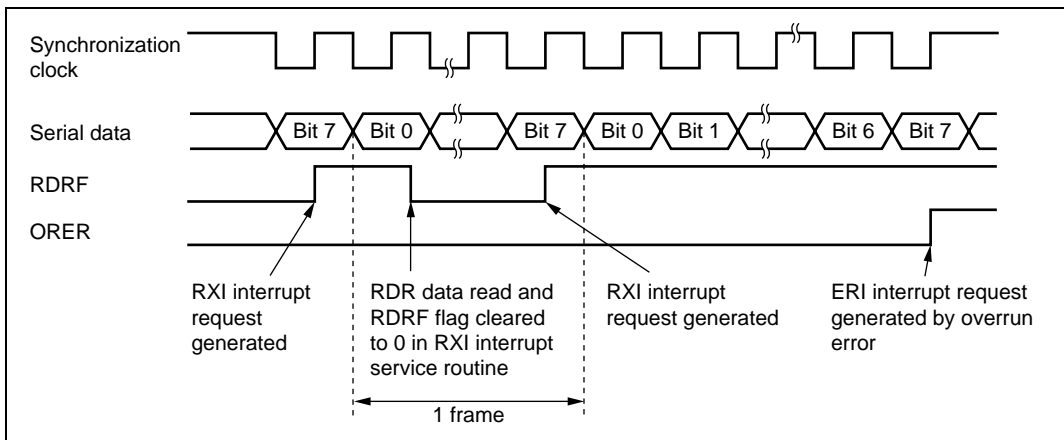 Synchronization
clock
Serial data
Bit 7
Bit 0
Bit 7
Bit 0
Bit 1
Bit 6
Bit 7
RDRF
ORER
RXI interrupt
request
generated
RDR data read and
RDRF flag cleared
to 0 in RXI interrupt
service routine
RXI interrupt
request generated
ERI interrupt request
generated by overrun
error
1 frame